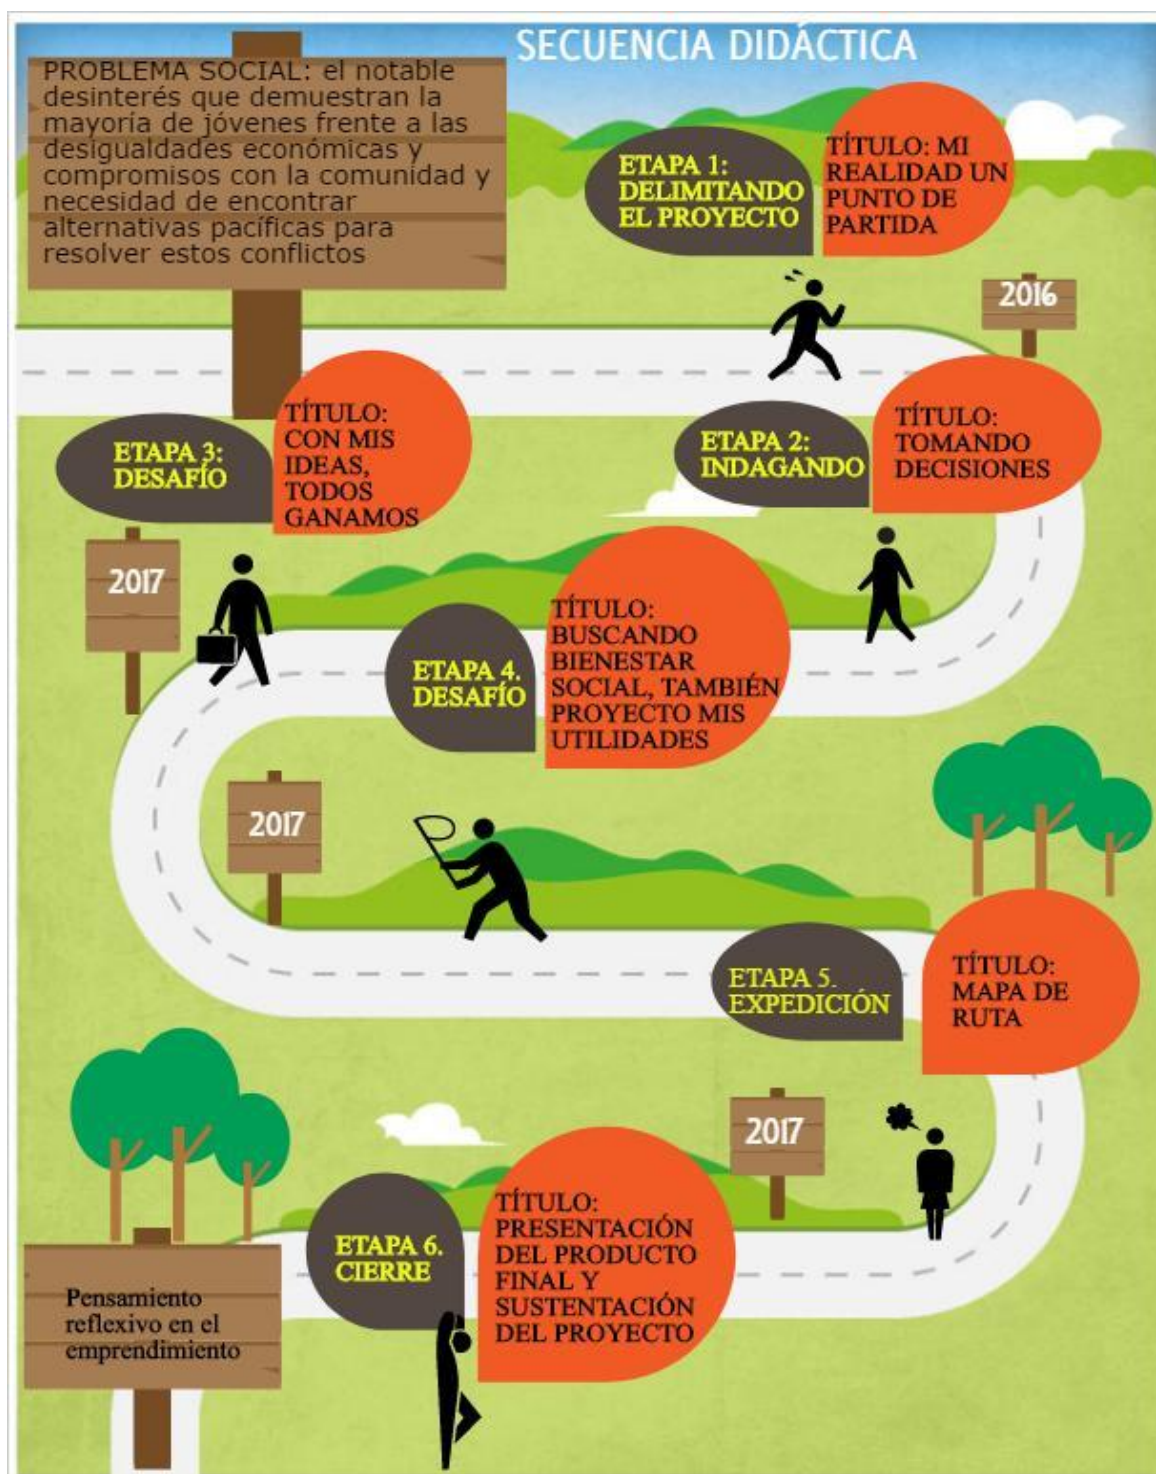 SECUENCIA DIDÁCTICA
PROBLEMA SOCIAL: el notable
desinterés que demuestran la
mayoría de jóvenes frente a las
desigualdades económicas y
compromisos con la comunidad y
necesidad de encontrar
alternativas pacíficas para
resolver estos conflictos
ETAPA 1:
DELIMITANDO
EL PROYECTO
TÍTULO: MI
REALIDAD UN
PUNTO DE
PARTIDA
2016
ETAPA 2:
INDAGANDO
TÍTULO:
TOMANDO
DECISIONES
ETAPA 3:
DESAFÍO
TÍTULO:
CON MIS
IDEAS,
TODOS
GANAMOS
2017
ETAPA 4.
DESAFÍO
TÍTULO:
BUSCANDO
BIENESTAR
SOCIAL, TAMBIÉN
PROYECTO MIS
UTILIDADES
2017
ETAPA 5.
EXPEDICIÓN
TÍTULO:
MAPA DE
RUTA
2017
ETAPA 6.
CIERRE
TÍTULO:
PRESENTACIÓN
DEL PRODUCTO
FINAL Y
SUSTENTACIÓN
DEL PROYECTO
Pensamiento
reflexivo en el
emprendimiento